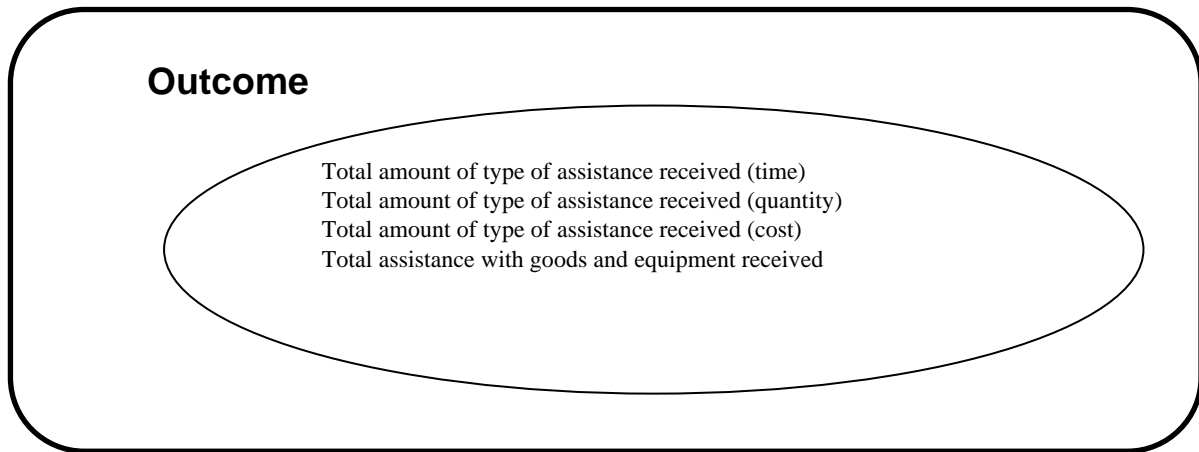 Outcome
Total amount of type of assistance received (time)
Total amount of type of assistance received (quantity)
Total amount of type of assistance received (cost)
Total assistance with goods and equipment received